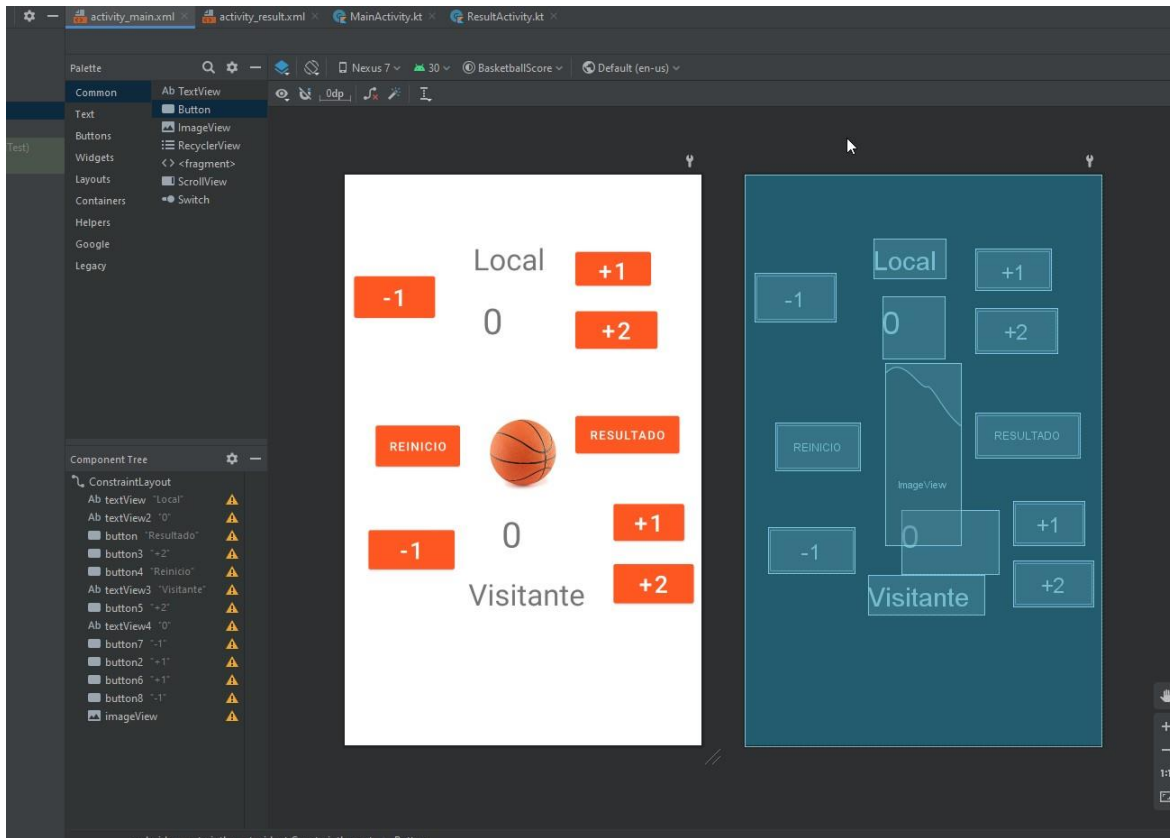 activity_main.xml
activity_result.xml
MainActivity.kt
ResultActivity.kt
Palette
Nexus 7
30
BasketballScore
Default (en-us)
Common
Text
Buttons
Widgets
Layouts
Containers
Helpers
Google
Legacy
Ab TextView
Button
ImageView
RecyclerView
<> <fragment>
ScrollView
Switch
0dp
Test)
Local
+1
-1
0
+2
REINICIO
RESULTADO
0
+1
-1
+2
Visitante
Local
+1
-1
0
+2
REINICIO
RESULTADO
ImageView
0
+1
-1
+2
Visitante
Component Tree
ConstraintLayout
Ab textView "Local"
Ab textView2 "0"
button "Resultado"
button3 "+2"
button4 "Reinicio"
Ab textView3 "Visitante"
button5 "+2"
Ab textView4 "0"
button7 "-1"
button2 "+1"
button6 "+1"
button8 "-1"
imageView